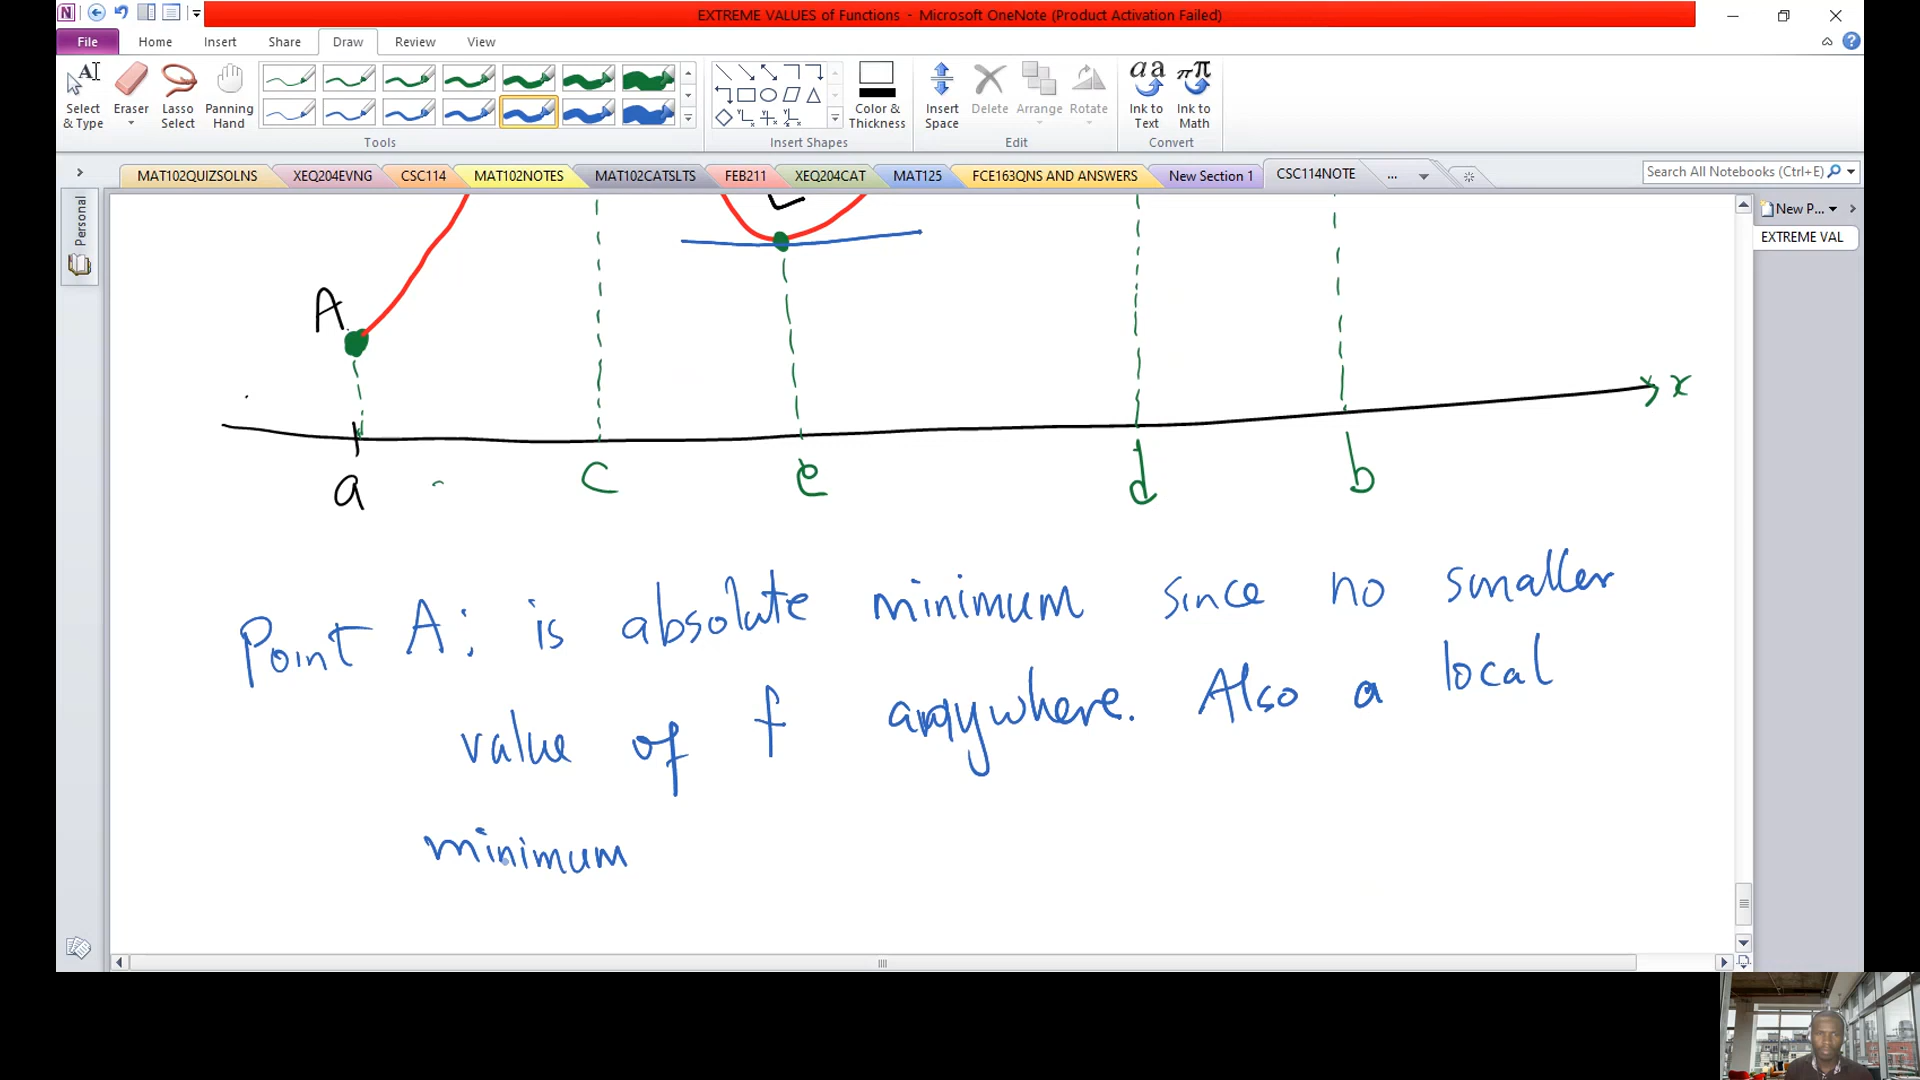 EXTREME VALUES of Functions - Microsoft OneNote (Product Activation Failed)
File Home Insert Share Draw Review View
Select & Type
Eraser
Lasso Select
Panning Hand
Color & Thickness
Insert Space
Delete
Arrange
Rotate
Ink to Text
Ink to Math
Tools
Insert Shapes
Edit
Convert
MAT102QUIZSOLNS XEQ204EVNG CSC114 MAT102NOTES MAT102CATSLTS FEB211 XEQ204CAT MAT125 FCE163QNS AND ANSWERS New Section 1 CSC114NOTE ...
Search All Notebooks (Ctrl+E)
Personal
New P...
EXTREME VAL
A
x
a c e d b
Point A: is absolute minimum since no smaller
value of f anywhere. Also a local
minimum